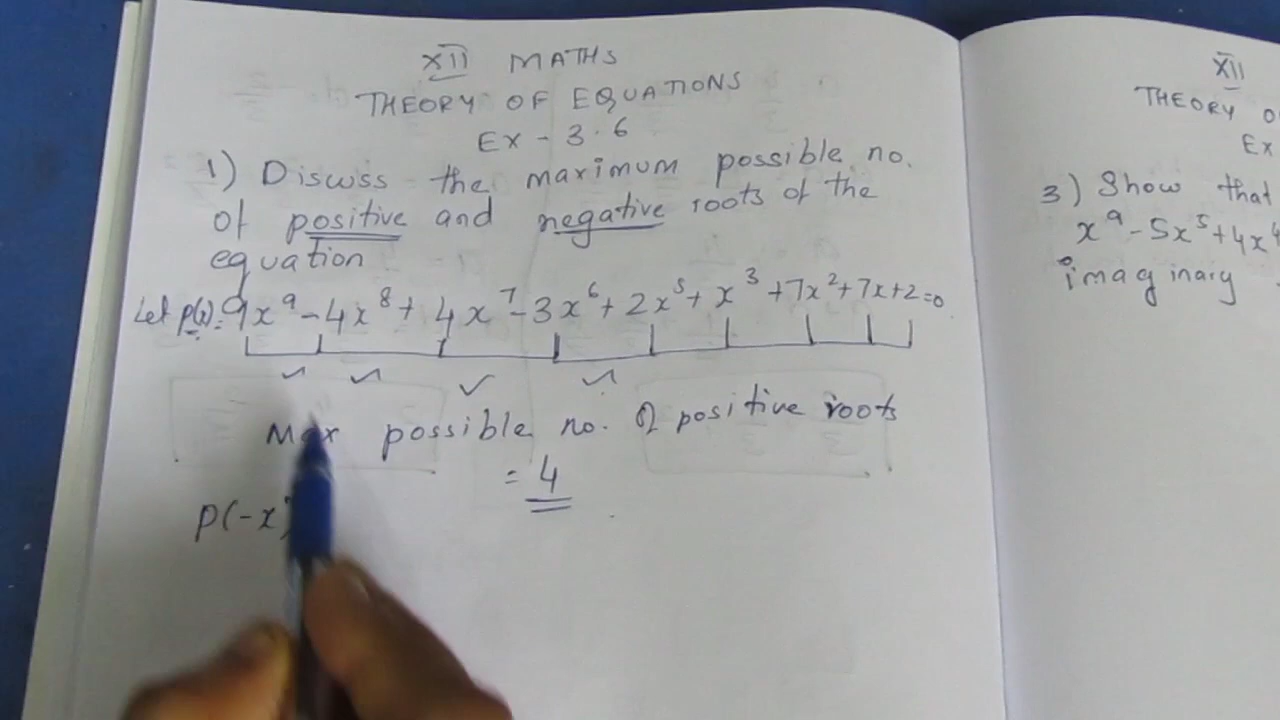 XII MATHS
THEORY OF EQUATIONS
Ex - 3.6
1) Discuss the maximum possible no.
of positive and negative roots of the
equation
Let p(x)= 9x⁹ - 4x⁸ + 4x⁷ - 3x⁶ + 2x⁵ + x³ + 7x² + 7x + 2 = 0
Max possible no. of positive roots
= 4
P(-x)
XII
THEORY O
Ex
3) Show that
x⁹ - 5x⁵ + 4x⁴
imaginary